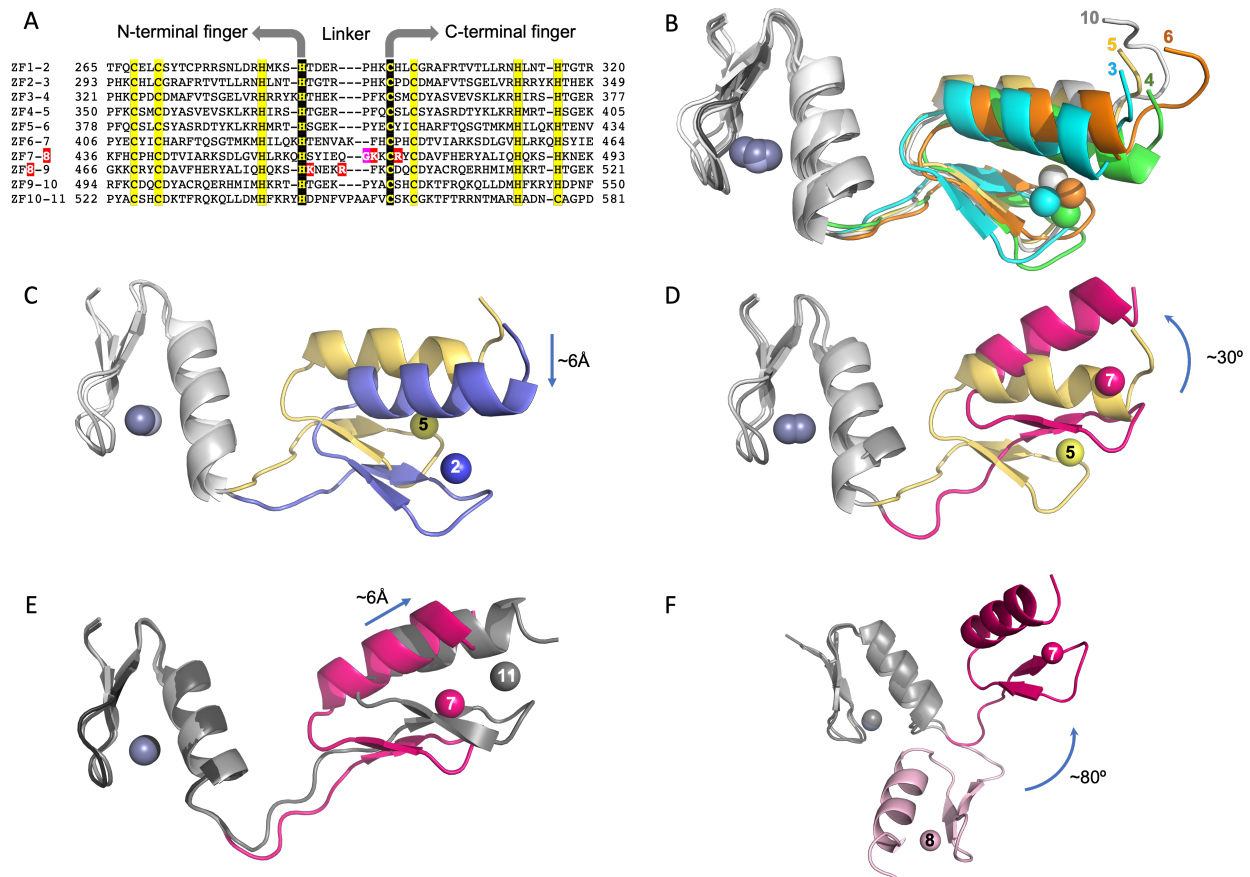 A
N-terminal finger
Linker
C-terminal finger
ZF1-2 265 TFQCELCSYTCPRRSNLDRHMKS-HTDERP---PHKCHLCGRAFRTVTLLRNHLNT-HTGTR 320
ZF2-3 293 PHKCHLCGRAFRTVTLLRNHLNT-HTGTRP---HKCPDCDMAFVTSGELVRHRRYKHTHEK 349
ZF3-4 321 HKCPDCDMAFVTSGELVRHRRYKHTHEK---PFKCSMCDYASVEVSKLKRHIRS-HTGER 377
ZF4-5 350 PFKCSMCDYASVEVSKLKRHIRS-HTGER---PFQCSLCSYASRDTYKLKRHMRT-HSGEK 405
ZF5-6 378 PFQCSLCSYASRDTYKLKRHMRT-HSGEK---PYECYICHARFTQSGTMKMHILQKHTENV 434
ZF6-7 406 PYECYICHARFTQSGTMKMHILQKHTENVAK--FHCPHCDTVIARKSDLGVHLRKQHSYIE 464
ZF7-8 436 KFHCPHCDTVIARKSDLGVHLRKQHSYIEQ--GKKCRYCDAVFHERYALIQHQKS-HKNEK 493
ZF8-9 466 GKKCRYCDAVFHERYALIQHQKS-HKNEKR---FKCDQCDYACRQERHMIMHKRT-HTGEK 521
ZF9-10 494 RFKCDQCDYACRQERHMIMHKRT-HTGEK---PYACSHCDKTFRQKQLLDMHFKRYHDPNF 550
ZF10-11 522 PYACSHCDKTFRQKQLLDMHFKRYHDPNFVPAAFVCSKCGKTFTRRNTMARHADN-CAGPD 581
B
10
5
6
3
4
C
~6Å
5
2
D
~30º
7
5
E
~6Å
11
7
F
7
~80º
8